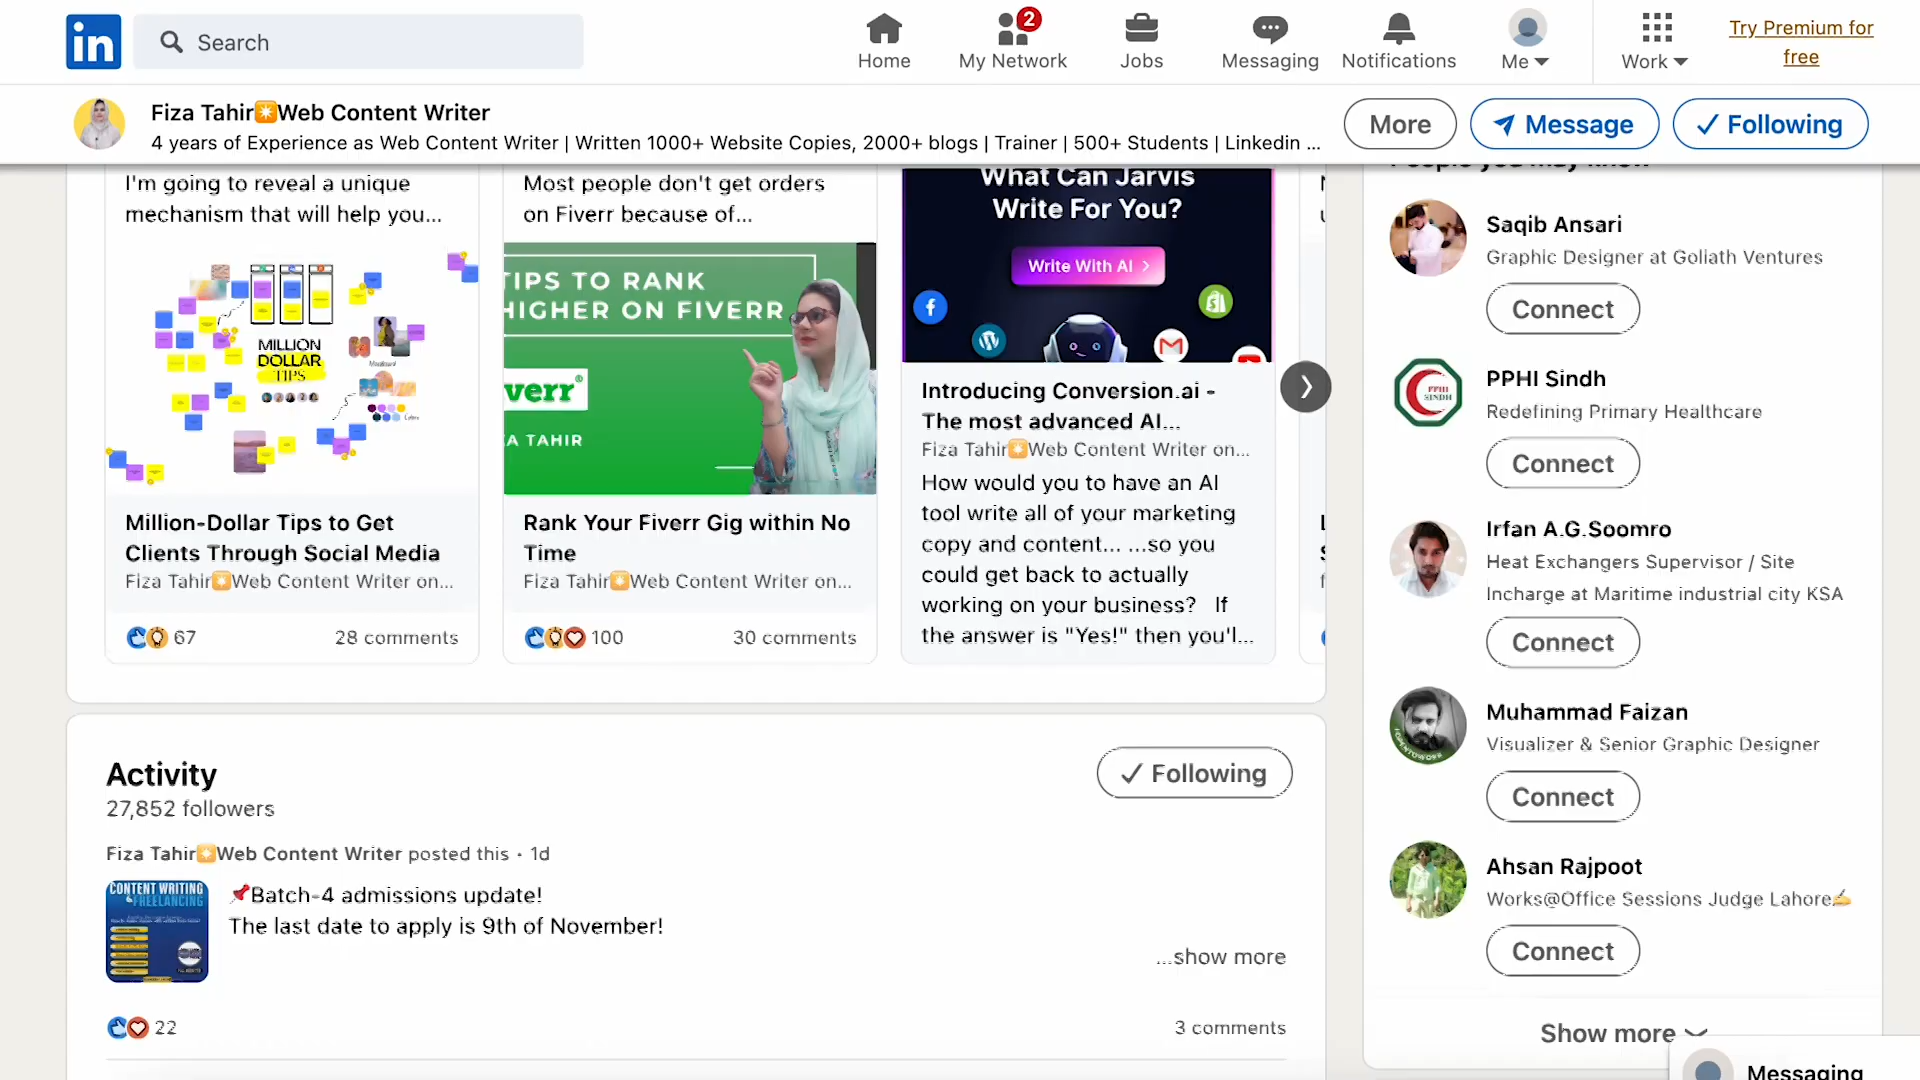 in
Search
Home
2
My Network
Jobs
Messaging
Notifications
Me
Work
Try Premium for
free
Fiza Tahir Web Content Writer
4 years of Experience as Web Content Writer | Written 1000+ Website Copies, 2000+ blogs | Trainer | 500+ Students | Linkedin ...
More
Message
Following
I'm going to reveal a unique
mechanism that will help you...
MILLION
DOLLAR
TIPS
Million-Dollar Tips to Get
Clients Through Social Media
Fiza Tahir Web Content Writer on...
67
28 comments
Most people don't get orders
on Fiverr because of...
TIPS TO RANK
HIGHER ON FIVERR
verr
ZA TAHIR
Rank Your Fiverr Gig within No
Time
Fiza Tahir Web Content Writer on...
100
30 comments
What Can Jarvis
Write For You?
Write With AI >
Introducing Conversion.ai -
The most advanced AI...
Fiza Tahir Web Content Writer on...
How would you to have an AI
tool write all of your marketing
copy and content... ...so you
could get back to actually
working on your business? If
the answer is "Yes!" then you'l...
Activity
27,852 followers
Following
Fiza Tahir Web Content Writer posted this • 1d
CONTENT WRITING
FREELANCING
Batch-4 admissions update!
The last date to apply is 9th of November!
...show more
22
3 comments
People you may know
Saqib Ansari
Graphic Designer at Goliath Ventures
Connect
PPHI
SINDH
PPHI Sindh
Redefining Primary Healthcare
Connect
Irfan A.G.Soomro
Heat Exchangers Supervisor / Site
Incharge at Maritime industrial city KSA
Connect
#OPENTOWORK
Muhammad Faizan
Visualizer & Senior Graphic Designer
Connect
Ahsan Rajpoot
Works@Office Sessions Judge Lahore
Connect
Show more
Messaging